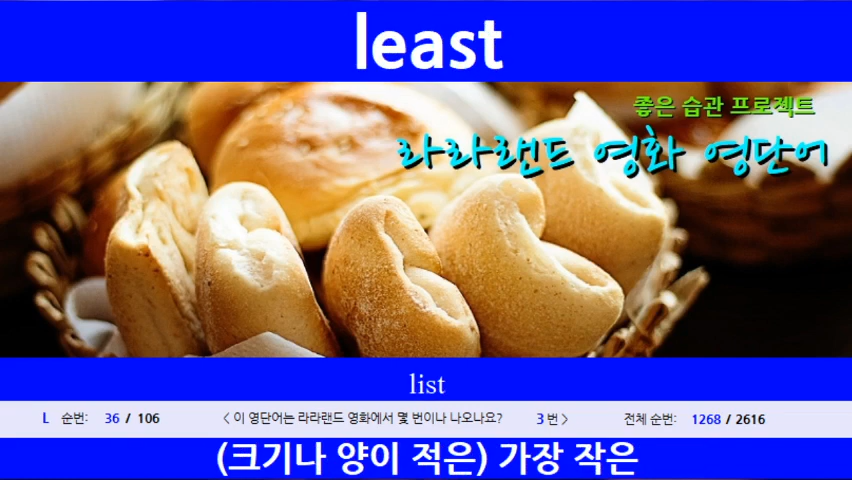 least
좋은 습관 프로젝트
라라랜드 영화 영단어
list
L 순번: 36 / 106 < 이 영단어는 라라랜드 영화에서 몇 번이나 나오나요? 3 번 > 전체 순번: 1268 / 2616
(크기나 양이 적은) 가장 작은